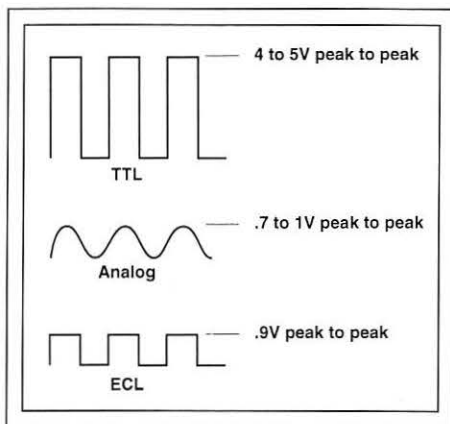 4 to 5V peak to peak
TTL
.7 to 1V peak to peak
Analog
.9V peak to peak
ECL